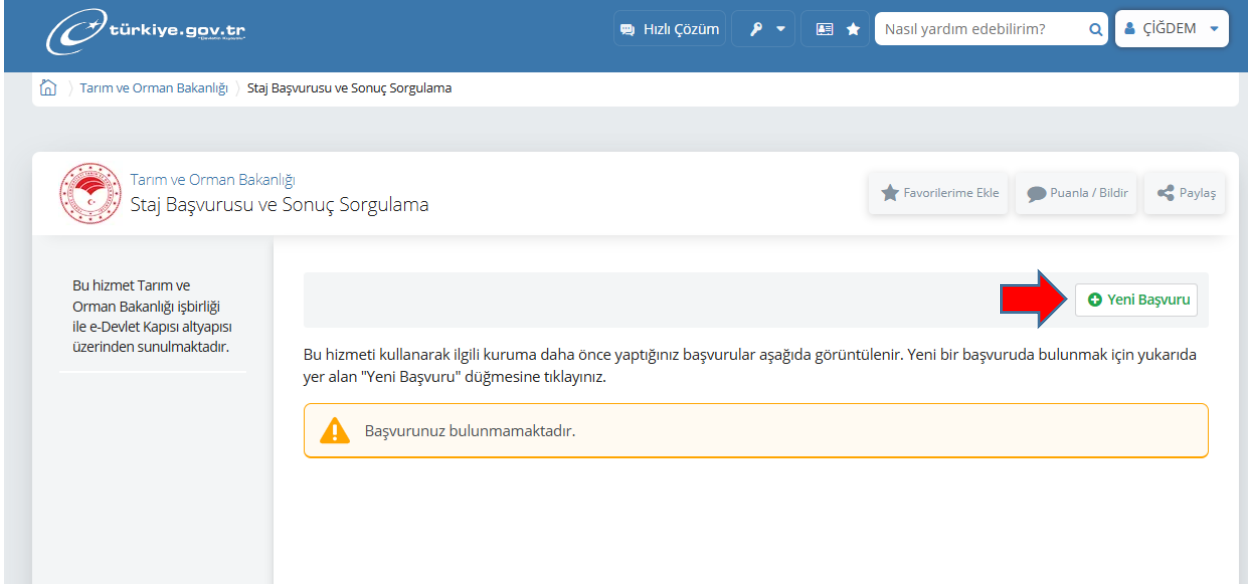 türkiye.gov.tr
Hızlı Çözüm
Nasıl yardım edebilirim?
ÇİĞDEM
Tarım ve Orman Bakanlığı
Staj Başvurusu ve Sonuç Sorgulama
Tarım ve Orman Bakanlığı
Staj Başvurusu ve Sonuç Sorgulama
Favorilerime Ekle
Puanla / Bildir
Paylaş
Bu hizmet Tarım ve
Orman Bakanlığı işbirliği
ile e-Devlet Kapısı altyapısı
üzerinden sunulmaktadır.
Yeni Başvuru
Bu hizmeti kullanarak ilgili kuruma daha önce yaptığınız başvurular aşağıda görüntülenir. Yeni bir başvuruda bulunmak için yukarıda
yer alan "Yeni Başvuru" düğmesine tıklayınız.
Başvurunuz bulunmamaktadır.